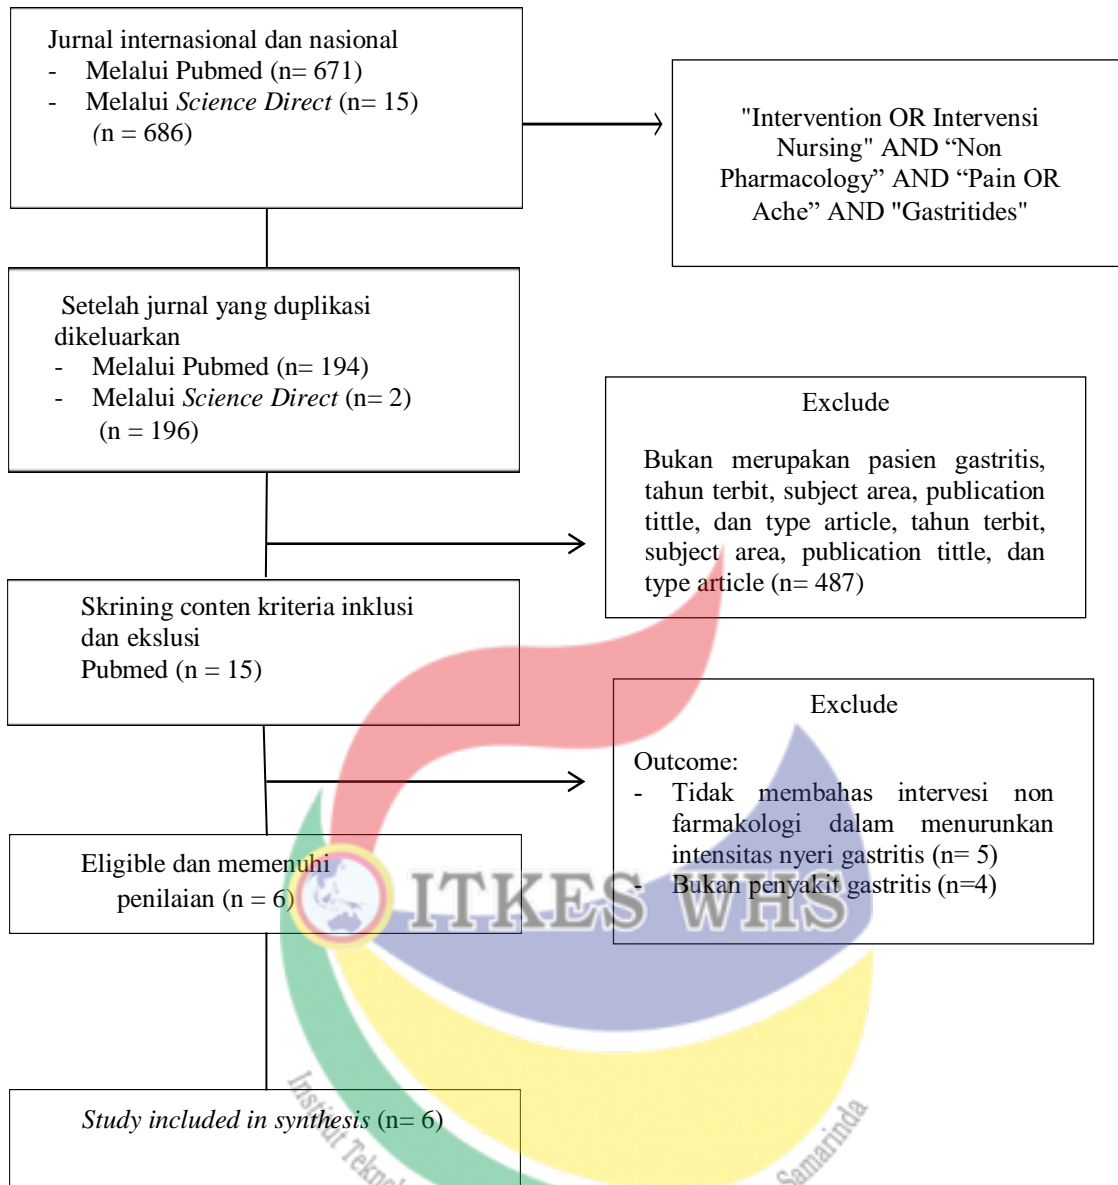 Jurnal internasional dan nasional
- Melalui Pubmed (n= 671)
- Melalui Science Direct (n= 15)
(n = 686)
"Intervention OR Intervensi
Nursing" AND “Non
Pharmacology” AND “Pain OR
Ache” AND "Gastritides"
Setelah jurnal yang duplikasi
dikeluarkan
- Melalui Pubmed (n= 194)
- Melalui Science Direct (n= 2)
(n = 196)
Exclude
Bukan merupakan pasien gastritis,
tahun terbit, subject area, publication
tittle, dan type article, tahun terbit,
subject area, publication tittle, dan
type article (n= 487)
Skrining conten kriteria inklusi
dan ekslusi
Pubmed (n = 15)
Exclude
Outcome:
- Tidak membahas intervesi non
farmakologi dalam menurunkan
intensitas nyeri gastritis (n= 5)
- Bukan penyakit gastritis (n=4)
Eligible dan memenuhi
penilaian (n = 6)
ITKES WHS
Study included in synthesis (n= 6)
Institut
Samarinda